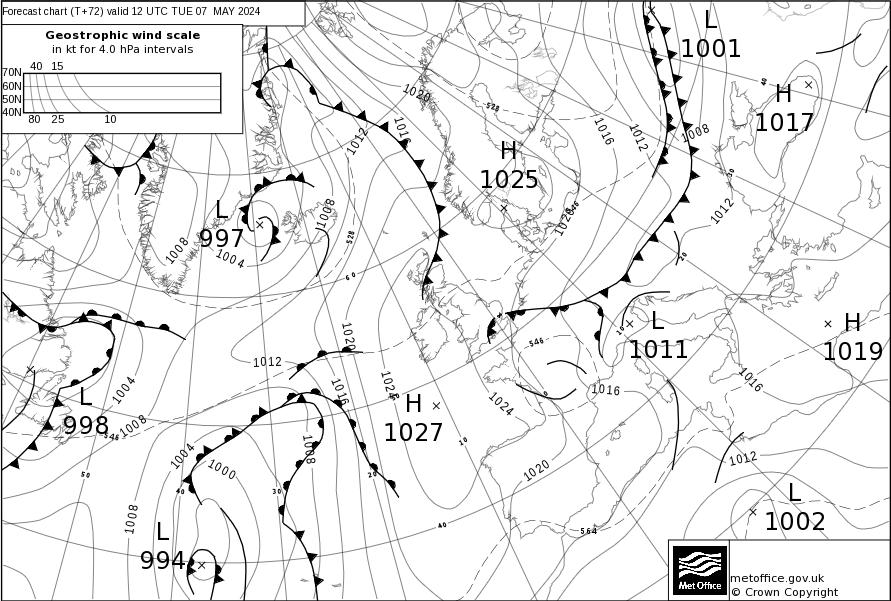 Forecast chart (T+72) valid 12 UTC TUE 07 MAY 2024
Geostrophic wind scale
in kt for 4.0 hPa intervals
40 15
70N
60N
50N
40N
80 25 10
L
1001
H
1017
H
1025
L
997
L
1011
H
1019
L
998
H
1027
L
1002
L
994
1020
528
1012
1016
1016
1012
1008
1008
1012
1008
1004
528
546
60
1020
1012
1016
1024
1016
1016
546
1004
1008
546
1004
1000
1008
1008
1020
1012
564
50
40
30
20
10
40
Met Office
metoffice.gov.uk
© Crown Copyright